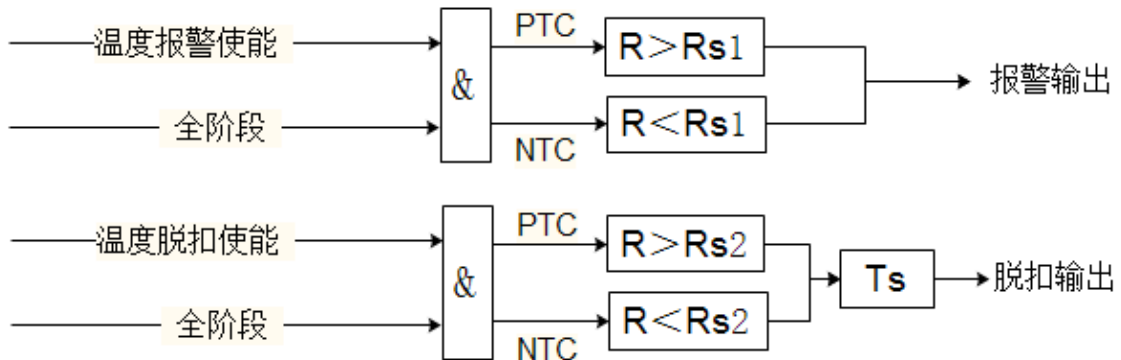 温度报警使能
全阶段
&
PTC
NTC
R＞Rs1
R＜Rs1
报警输出
温度脱扣使能
全阶段
&
PTC
NTC
R＞Rs2
R＜Rs2
Ts
脱扣输出